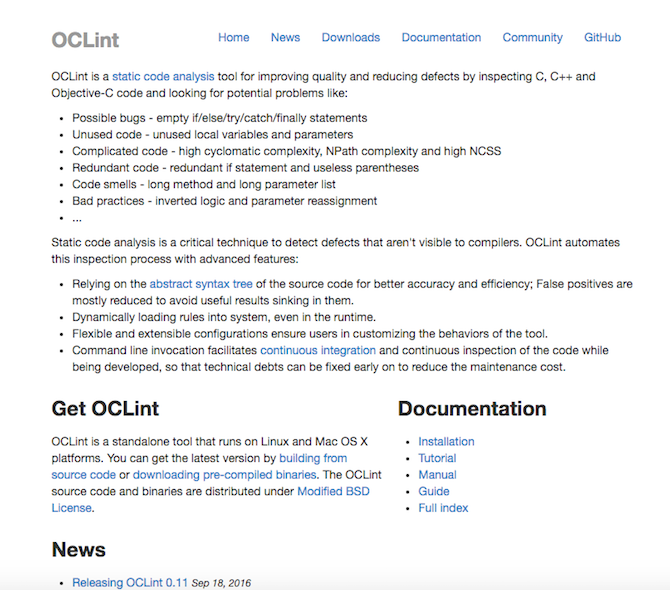 OCLint
Home News Downloads Documentation Community GitHub
OCLint is a static code analysis tool for improving quality and reducing defects by inspecting C, C++ and
Objective-C code and looking for potential problems like:
• Possible bugs - empty if/else/try/catch/finally statements
• Unused code - unused local variables and parameters
• Complicated code - high cyclomatic complexity, NPath complexity and high NCSS
• Redundant code - redundant if statement and useless parentheses
• Code smells - long method and long parameter list
• Bad practices - inverted logic and parameter reassignment
• ...
Static code analysis is a critical technique to detect defects that aren't visible to compilers. OCLint automates
this inspection process with advanced features:
• Relying on the abstract syntax tree of the source code for better accuracy and efficiency; False positives are
mostly reduced to avoid useful results sinking in them.
• Dynamically loading rules into system, even in the runtime.
• Flexible and extensible configurations ensure users in customizing the behaviors of the tool.
• Command line invocation facilitates continuous integration and continuous inspection of the code while
being developed, so that technical debts can be fixed early on to reduce the maintenance cost.
Get OCLint
OCLint is a standalone tool that runs on Linux and Mac OS X
platforms. You can get the latest version by building from
source code or downloading pre-compiled binaries. The OCLint
source code and binaries are distributed under Modified BSD
License.
Documentation
• Installation
• Tutorial
• Manual
• Guide
• Full index
News
• Releasing OCLint 0.11 Sep 18, 2016